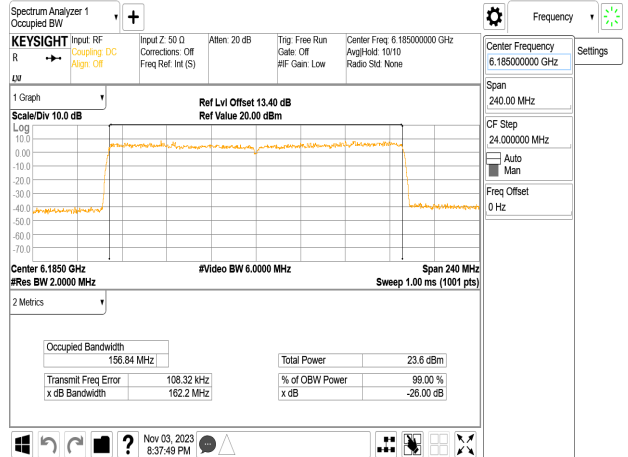 Spectrum Analyzer 1
Occupied BW
Frequency
KEYSIGHT
R
Input: RF
Coupling: DC
Align: Off
Input Z: 50 Ω
Corrections: Off
Freq Ref: Int (S)
Atten: 20 dB
Trig: Free Run
Gate: Off
#IF Gain: Low
Center Freq: 6.185000000 GHz
Avg|Hold: 10/10
Radio Std: None
Center Frequency
6.185000000 GHz
Settings
Span
240.00 MHz
CF Step
24.000000 MHz
Auto
Man
Freq Offset
0 Hz
1 Graph
Scale/Div 10.0 dB
Ref Lvl Offset 13.40 dB
Ref Value 20.00 dBm
Log
10.0
0.00
-10.0
-20.0
-30.0
-40.0
-50.0
-60.0
-70.0
Center 6.1850 GHz
#Video BW 6.0000 MHz
Span 240 MHz
#Res BW 2.0000 MHz
Sweep 1.00 ms (1001 pts)
2 Metrics
Occupied Bandwidth
156.84 MHz
Total Power 23.6 dBm
Transmit Freq Error 108.32 kHz
% of OBW Power 99.00 %
x dB Bandwidth 162.2 MHz
x dB -26.00 dB
?
Nov 03, 2023
8:37:49 PM